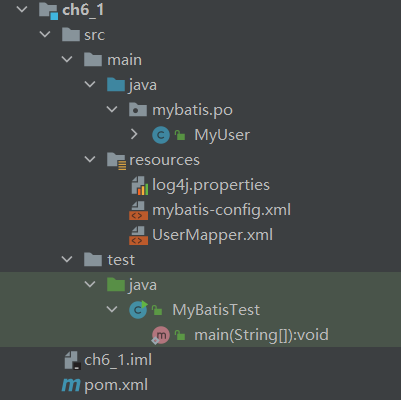 ch6_1
src
main
java
mybatis.po
MyUser
resources
log4j.properties
mybatis-config.xml
UserMapper.xml
test
java
MyBatisTest
main(String[]):void
ch6_1.iml
pom.xml